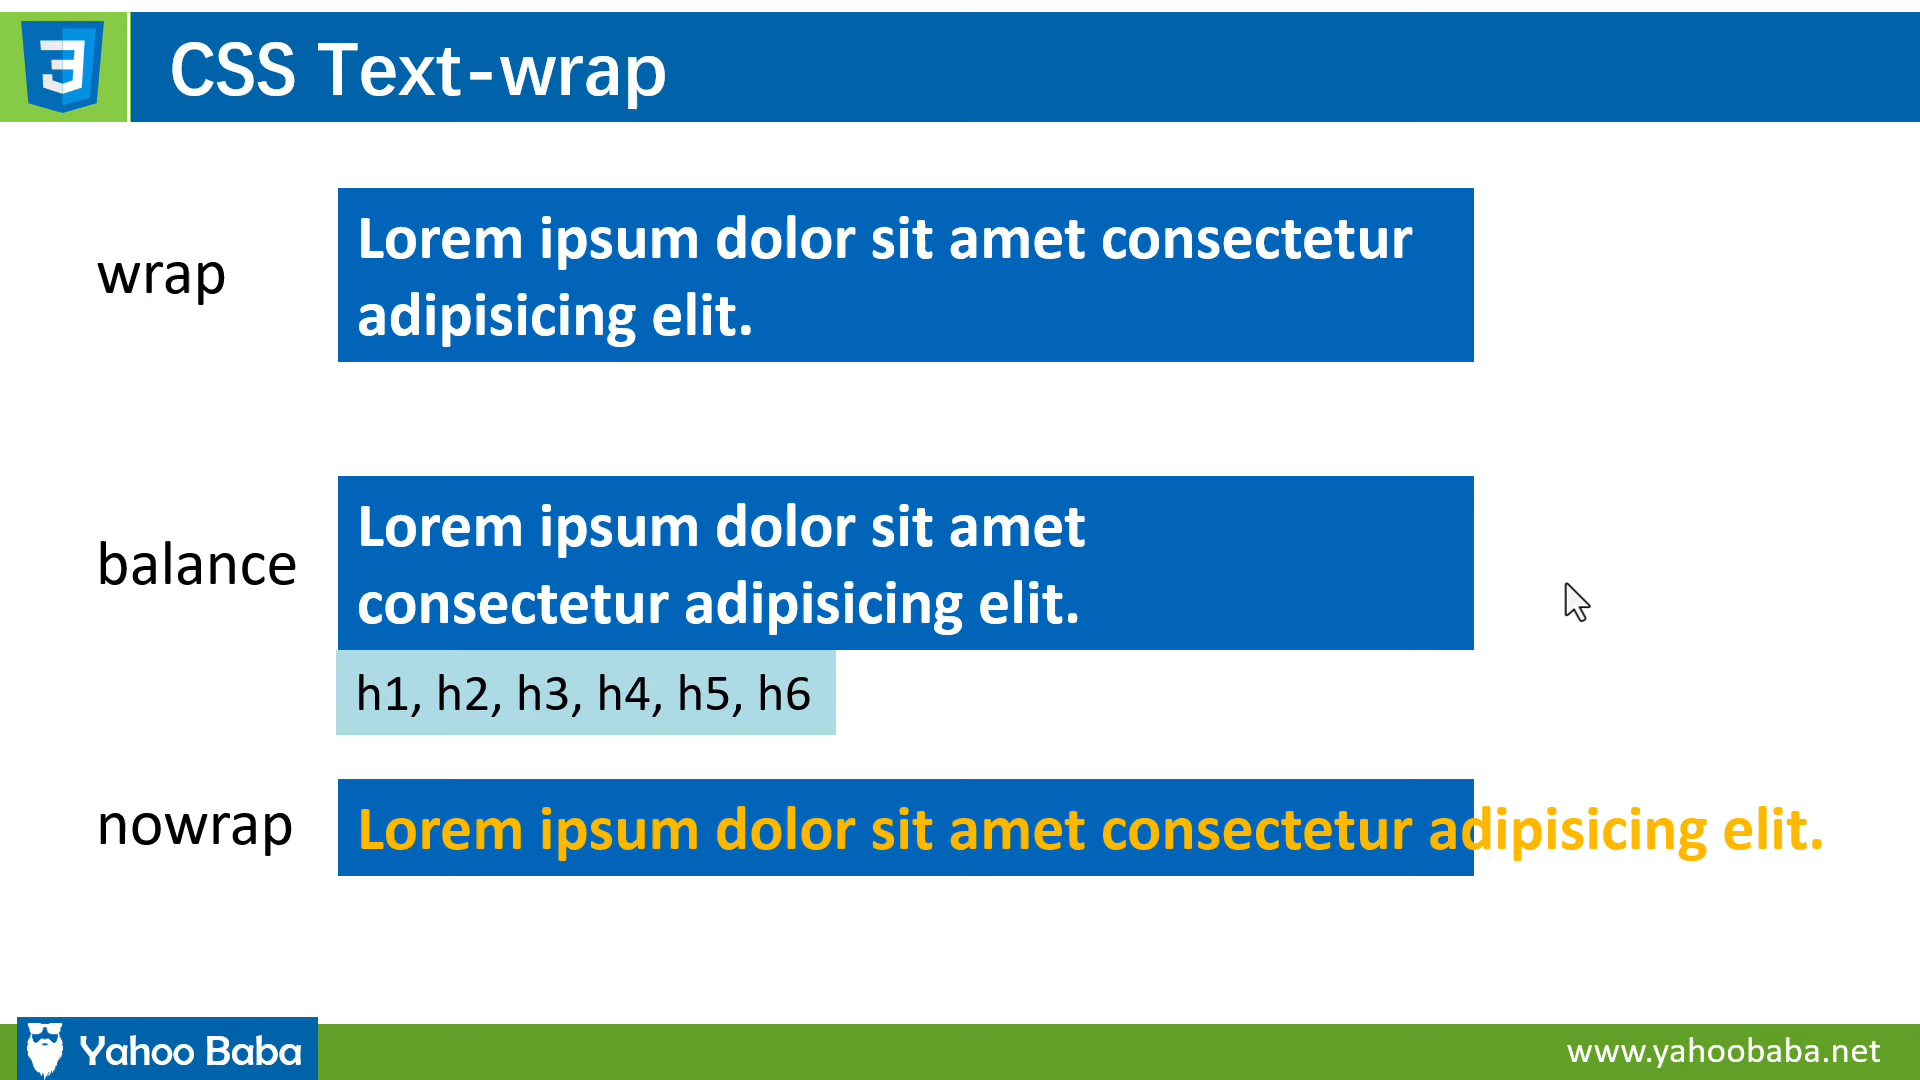 CSS Text-wrap
wrap
Lorem ipsum dolor sit amet consectetur
adipisicing elit.
balance
Lorem ipsum dolor sit amet
consectetur adipisicing elit.
h1, h2, h3, h4, h5, h6
nowrap
Lorem ipsum dolor sit amet consectetur adipisicing elit.
Yahoo Baba
www.yahoobaba.net